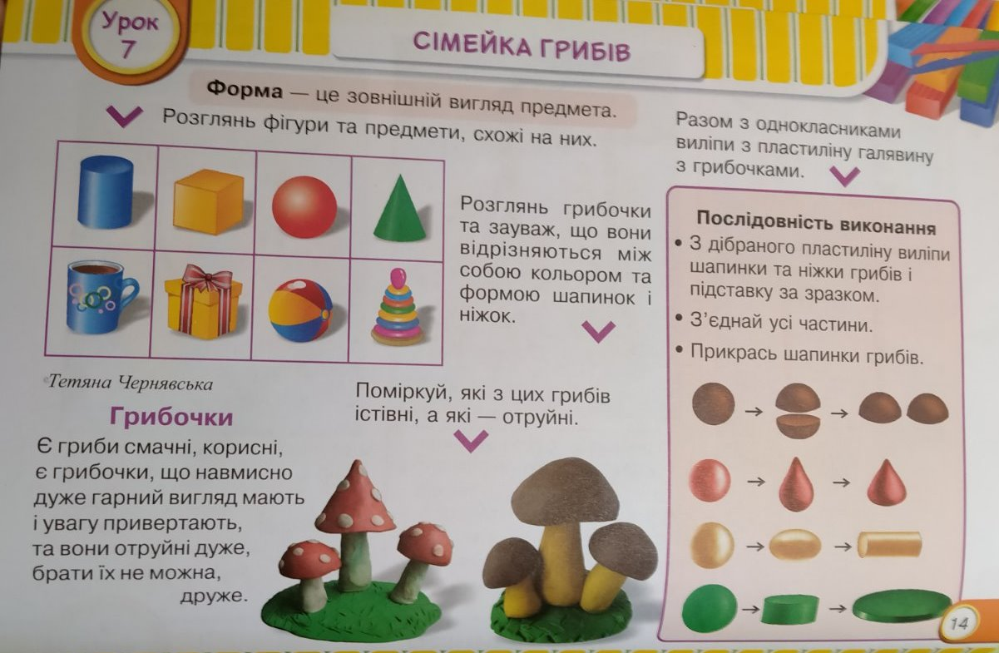 Урок
7
СІМЕЙКА ГРИБІВ
Форма — це зовнішній вигляд предмета.
Розглянь фігури та предмети, схожі на них.
Розглянь грибочки
та зауваж, що вони
відрізняються між
собою кольором та
формою шапинок і
ніжок.
Тетяна Чернявська
Грибочки
Є гриби смачні, корисні,
є грибочки, що навмисно
дуже гарний вигляд мають
і увагу привертають,
та вони отруйні дуже,
брати їх не можна,
друже.
Поміркуй, які з цих грибів
істівні, а які — отруйні.
Разом з однокласниками
виліпи з пластиліну галявину
з грибочками.
Послідовність виконання
• З дібраного пластиліну виліпи
шапинки та ніжки грибів і
підставку за зразком.
• З’єднай усі частини.
• Прикрась шапинки грибів.
14